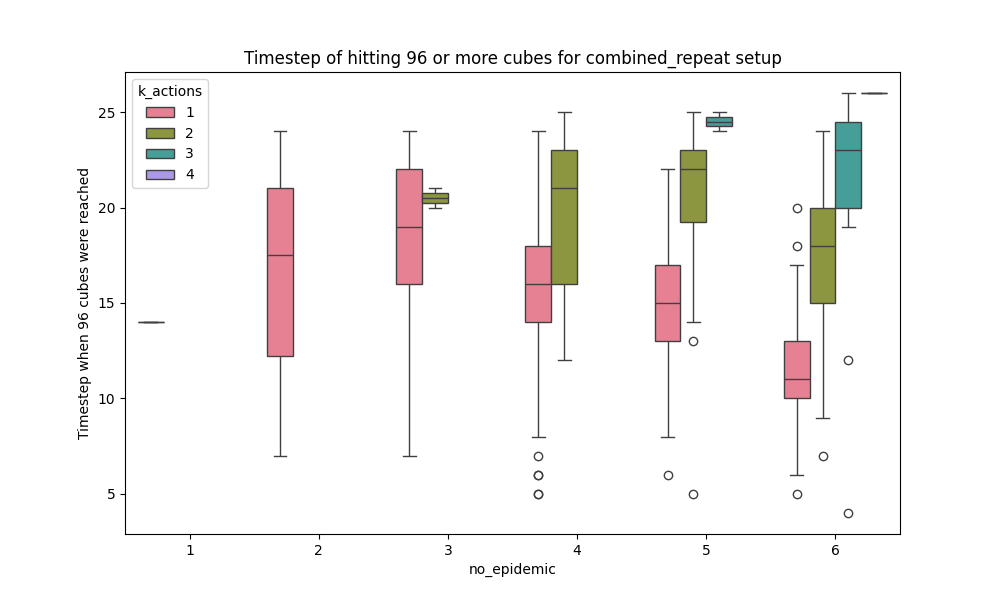 Timestep of hitting 96 or more cubes for combined_repeat setup
k_actions
1
2
3
4
Timestep when 96 cubes were reached
25
20
15
10
5
1 2 3 4 5 6
no_epidemic